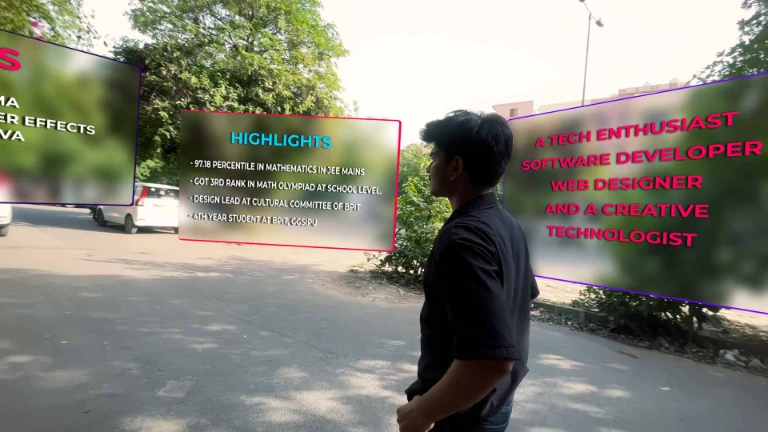 S
MA
ER EFFECTS
VA
HIGHLIGHTS
• 97.18 PERCENTILE IN MATHEMATICS IN JEE MAINS
• GOT 3RD RANK IN MATH OLYMPIAD AT SCHOOL LEVEL.
• DESIGN LEAD AT CULTURAL COMMITTEE OF BPIT
• 4TH YEAR STUDENT AT BPIT, GGSIPU
A TECH ENTHUSIAST
SOFTWARE DEVELOPER
WEB DESIGNER
AND A CREATIVE
TECHNOLOGIST